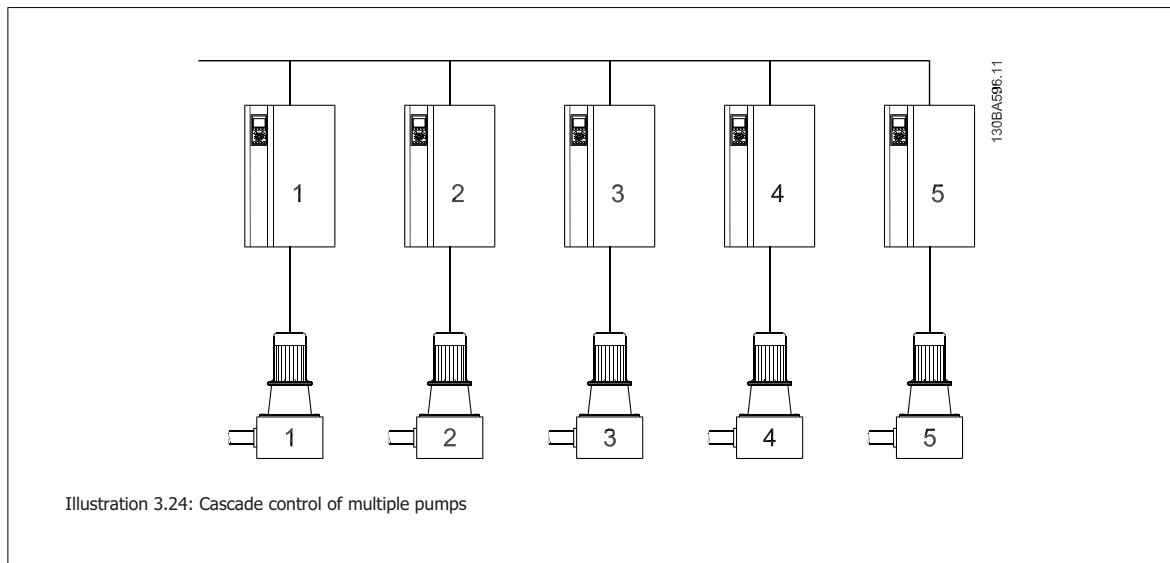 130BA596.11
1 2 3 4 5
1 2 3 4 5
Illustration 3.24: Cascade control of multiple pumps